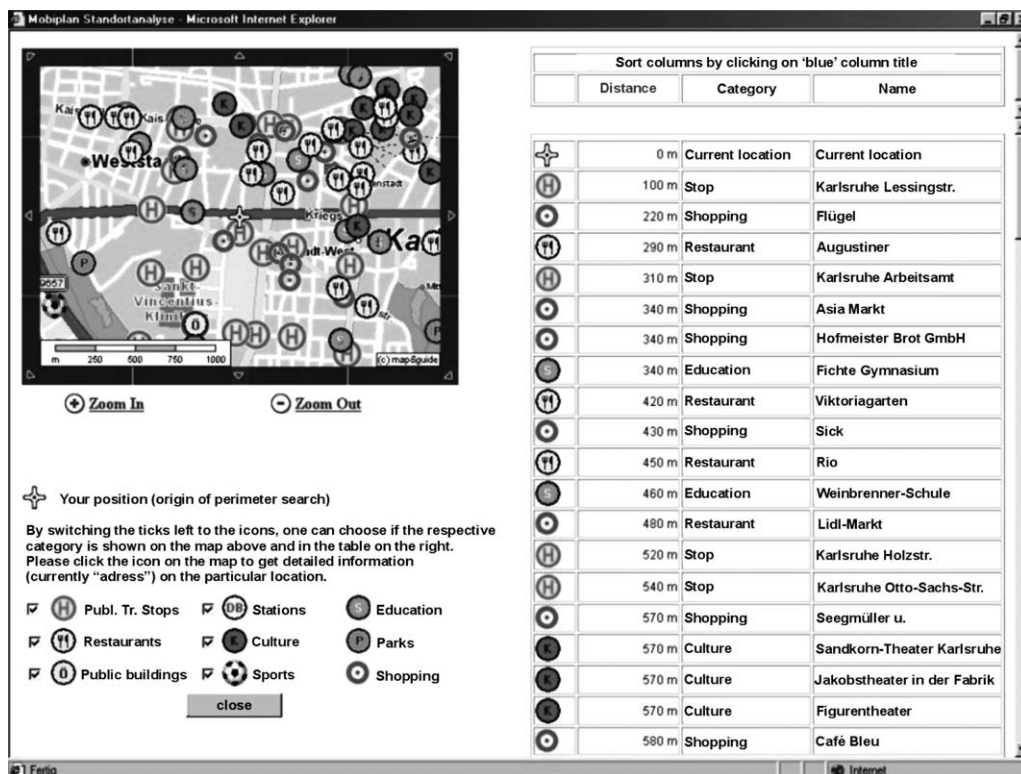 Mobiplan Standortanalyse - Microsoft Internet Explorer
Weststa
Kriegs
dt-West
enstadt
Sankt-
Vincentius-
Klini
m 250 500 750 1000
(c) map&guide
Zoom In
Zoom Out
Your position (origin of perimeter search)
By switching the ticks left to the icons, one can choose if the respective
category is shown on the map above and in the table on the right.
Please click the icon on the map to get detailed information
(currently “adress”) on the particular location.
H Publ. Tr. Stops DB Stations S Education
Restaurants K Culture P Parks
Ö Public buildings Sports Shopping
close
Sort columns by clicking on ‘blue’ column title
Distance Category Name
0 m Current location Current location
H 100 m Stop Karlsruhe Lessingstr.
220 m Shopping Flügel
290 m Restaurant Augustiner
H 310 m Stop Karlsruhe Arbeitsamt
340 m Shopping Asia Markt
340 m Shopping Hofmeister Brot GmbH
S 340 m Education Fichte Gymnasium
420 m Restaurant Viktoriagarten
430 m Shopping Sick
450 m Restaurant Rio
S 460 m Education Weinbrenner-Schule
480 m Restaurant Lidl-Markt
H 520 m Stop Karlsruhe Holzstr.
H 540 m Stop Karlsruhe Otto-Sachs-Str.
570 m Shopping Seegmüller u.
K 570 m Culture Sandkorn-Theater Karlsruhe
K 570 m Culture Jakobstheater in der Fabrik
K 570 m Culture Figurentheater
580 m Shopping Café Bleu
Fertig
Internet